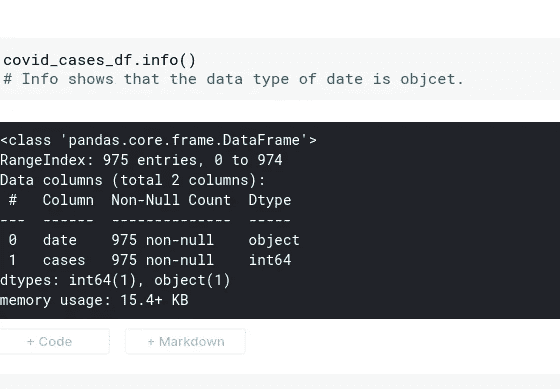 covid_cases_df.info()
# Info shows that the data type of date is objcet.
<class 'pandas.core.frame.DataFrame'>
RangeIndex: 975 entries, 0 to 974
Data columns (total 2 columns):
 #   Column  Non-Null Count  Dtype
---  ------  --------------  -----
 0   date    975 non-null    object
 1   cases   975 non-null    int64
dtypes: int64(1), object(1)
memory usage: 15.4+ KB
+ Code   + Markdown